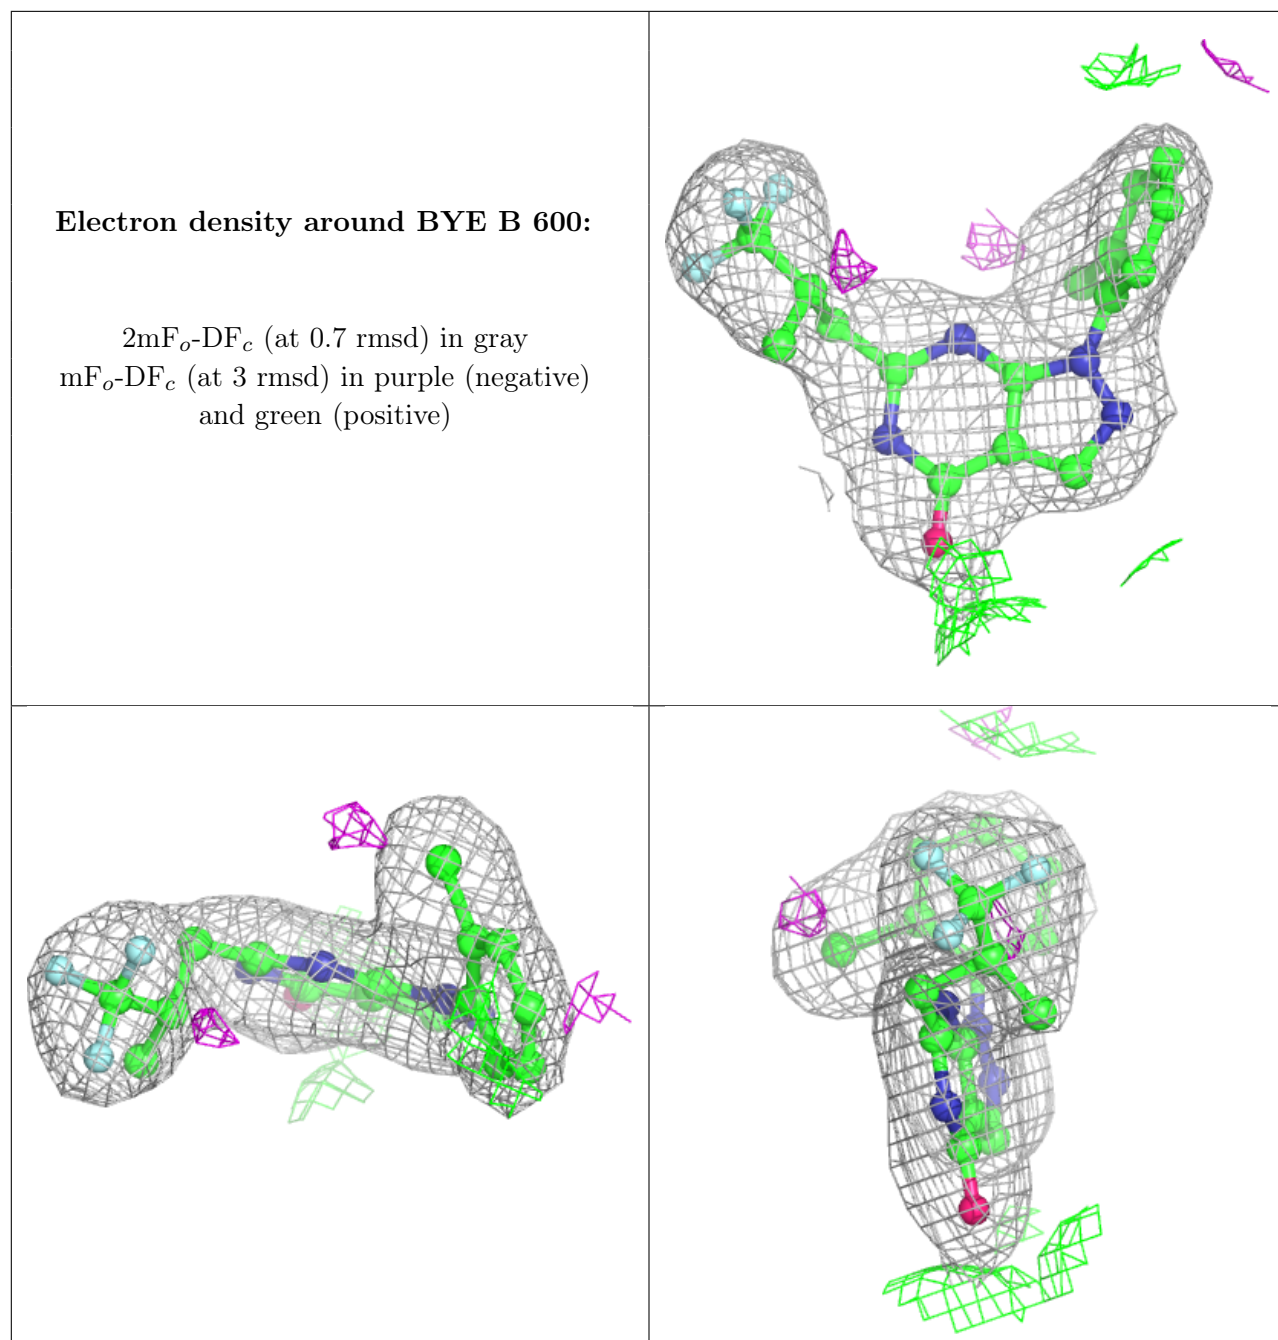 Electron density around BYE B 600:
2mFₒ-DF𝒸 (at 0.7 rmsd) in gray
mFₒ-DF𝒸 (at 3 rmsd) in purple (negative)
and green (positive)